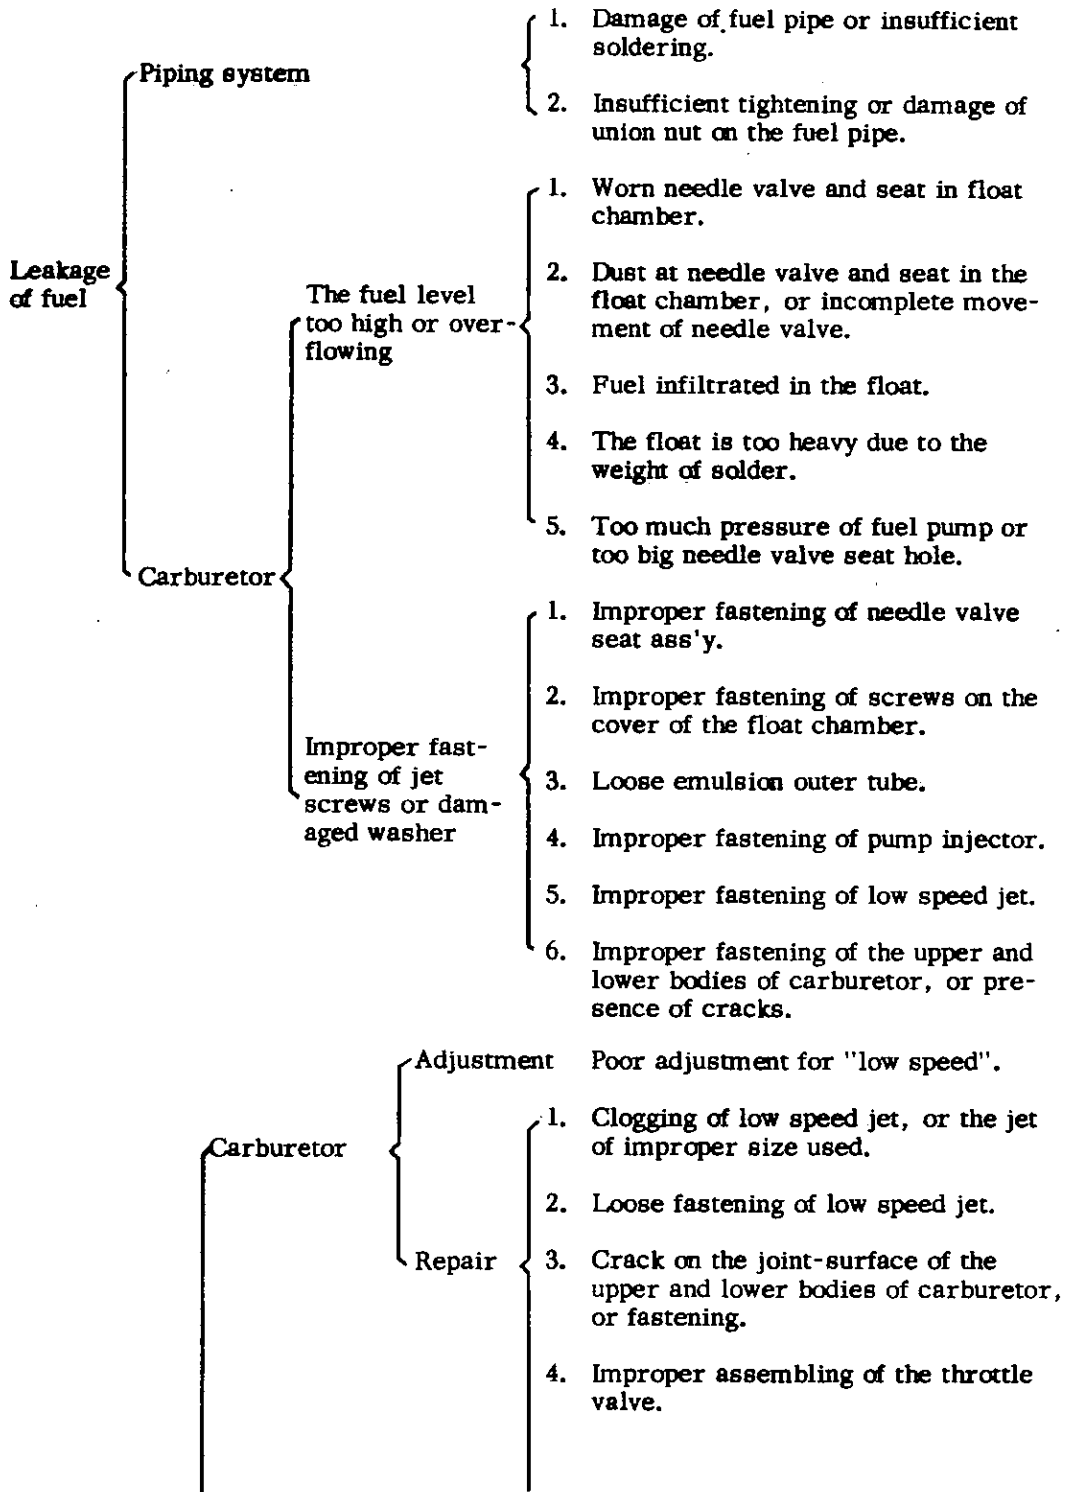 Leakage
of fuel
Piping system
1. Damage of fuel pipe or insufficient
soldering.
2. Insufficient tightening or damage of
union nut on the fuel pipe.
Carburetor
The fuel level
too high or over-
flowing
1. Worn needle valve and seat in float
chamber.
2. Dust at needle valve and seat in the
float chamber, or incomplete move-
ment of needle valve.
3. Fuel infiltrated in the float.
4. The float is too heavy due to the
weight of solder.
5. Too much pressure of fuel pump or
too big needle valve seat hole.
Improper fast-
ening of jet
screws or dam-
aged washer
1. Improper fastening of needle valve
seat ass'y.
2. Improper fastening of screws on the
cover of the float chamber.
3. Loose emulsion outer tube.
4. Improper fastening of pump injector.
5. Improper fastening of low speed jet.
6. Improper fastening of the upper and
lower bodies of carburetor, or pre-
sence of cracks.
Carburetor
Adjustment Poor adjustment for "low speed".
Repair
1. Clogging of low speed jet, or the jet
of improper size used.
2. Loose fastening of low speed jet.
3. Crack on the joint-surface of the
upper and lower bodies of carburetor,
or fastening.
4. Improper assembling of the throttle
valve.